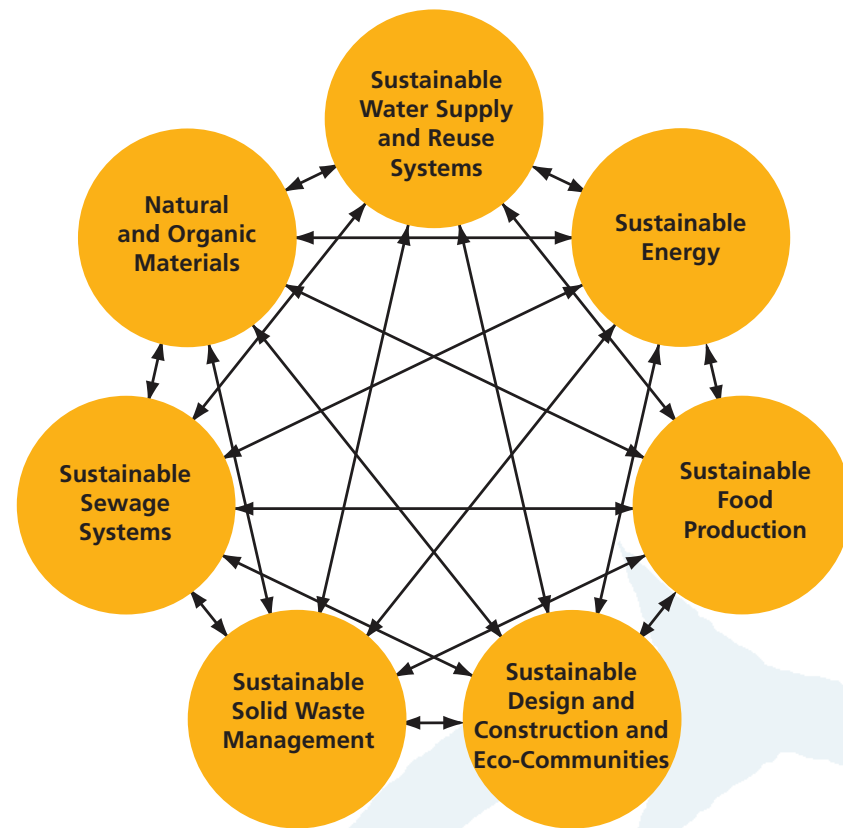 Sustainable
Water Supply
and Reuse
Systems
Natural
and Organic
Materials
Sustainable
Energy
Sustainable
Sewage
Systems
Sustainable
Food
Production
Sustainable
Solid Waste
Management
Sustainable
Design and
Construction and
Eco-Communities